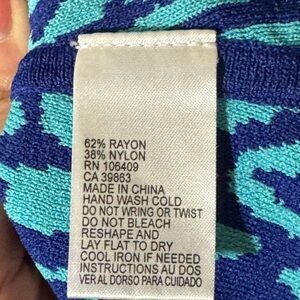 62% RAYON
38% NYLON
RN 106409
CA 39863
MADE IN CHINA
HAND WASH COLD
DO NOT WRING OR TWIST
DO NOT BLEACH
RESHAPE AND
LAY FLAT TO DRY
COOL IRON IF NEEDED
INSTRUCTIONS AU DOS
VER AL DORSO PARA CUIDADO